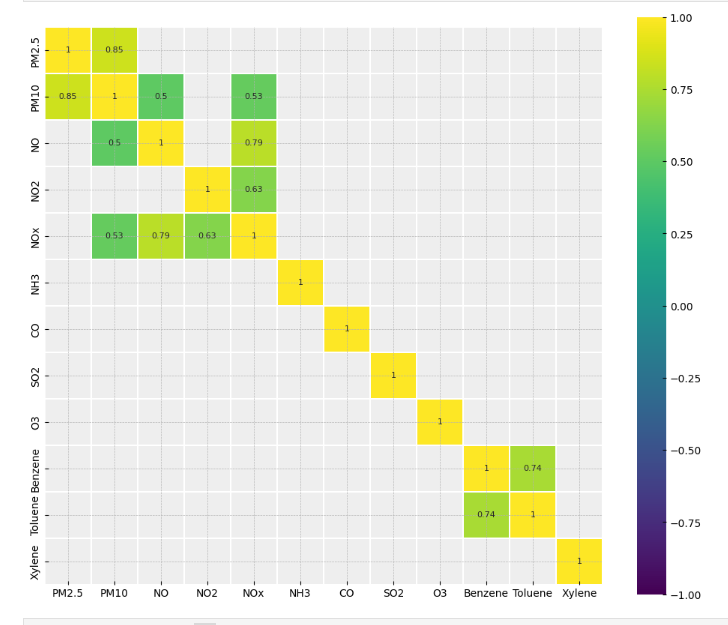 PM2.5 1 0.85
PM10 0.85 1 0.5 0.53
NO 0.5 1 0.79
NO2 1 0.63
NOx 0.53 0.79 0.63 1
NH3 1
CO 1
SO2 1
O3 1
Benzene 1 0.74
Toluene 0.74 1
Xylene 1
PM2.5 PM10 NO NO2 NOx NH3 CO SO2 O3 Benzene Toluene Xylene
1.00
0.75
0.50
0.25
0.00
−0.25
−0.50
−0.75
−1.00